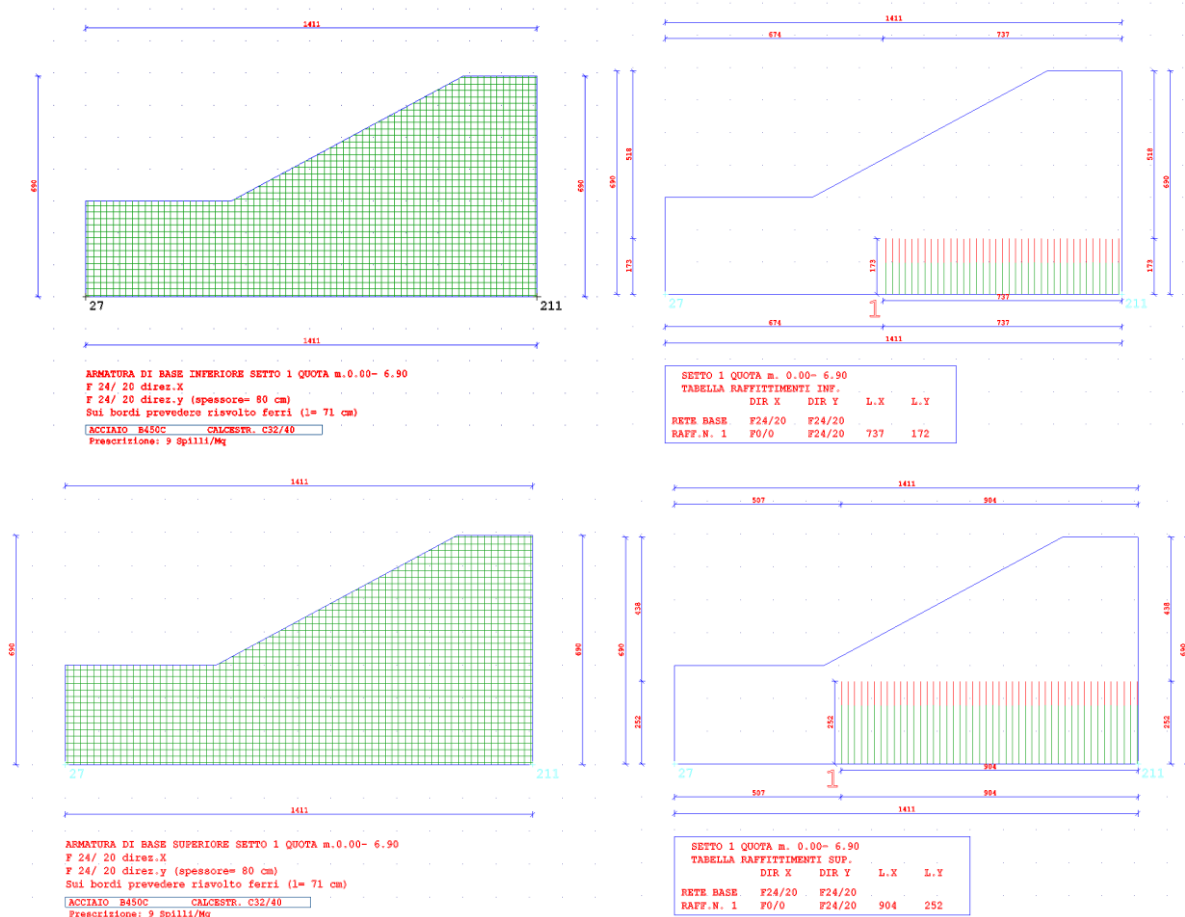 1411
690
690
27
211
1411
ARMATURA DI BASE INFERIORE SETTO 1 QUOTA m.0.00- 6.90
F 24/ 20 direz.X
F 24/ 20 direz.y (spessore= 80 cm)
Sui bordi prevedere risvolto ferri (l= 71 cm)
ACCIAIO B450C CALCESTR. C32/40
Prescrizione: 9 Spilli/Mq
1411
674 737
690
518
173
518
690
173
173
737
27
1
211
674 737
1411
SETTO 1 QUOTA m. 0.00- 6.90
TABELLA RAFFITTIMENTI INF.
DIR X DIR Y L.X L.Y
RETE BASE F24/20 F24/20
RAFF.N. 1 F0/0 F24/20 737 172
1411
690
690
27
211
1411
ARMATURA DI BASE SUPERIORE SETTO 1 QUOTA m.0.00- 6.90
F 24/ 20 direz.X
F 24/ 20 direz.y (spessore= 80 cm)
Sui bordi prevedere risvolto ferri (l= 71 cm)
ACCIAIO B450C CALCESTR. C32/40
Prescrizione: 9 Spilli/Mq
1411
507 904
690
438
252
438
690
252
252
904
27
1
211
507 904
1411
SETTO 1 QUOTA m. 0.00- 6.90
TABELLA RAFFITTIMENTI SUP.
DIR X DIR Y L.X L.Y
RETE BASE F24/20 F24/20
RAFF.N. 1 F0/0 F24/20 904 252